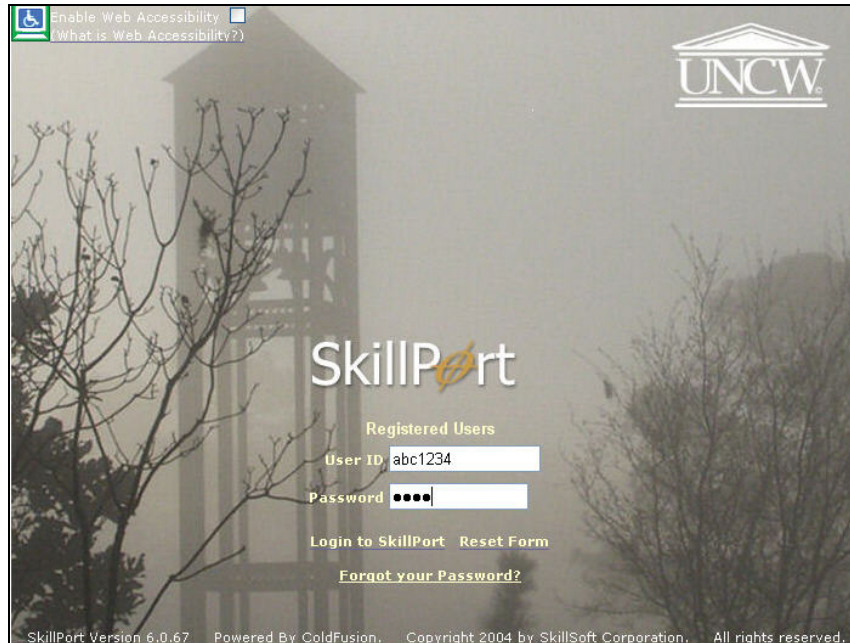 Enable Web Accessibility
(What is Web Accessibility?)
UNCW
SkillPort
Registered Users
User ID abc1234
Password ●●●●
Login to SkillPort Reset Form
Forgot your Password?
SkillPort Version 6.0.67 Powered By ColdFusion. Copyright 2004 by SkillSoft Corporation. All rights reserved.